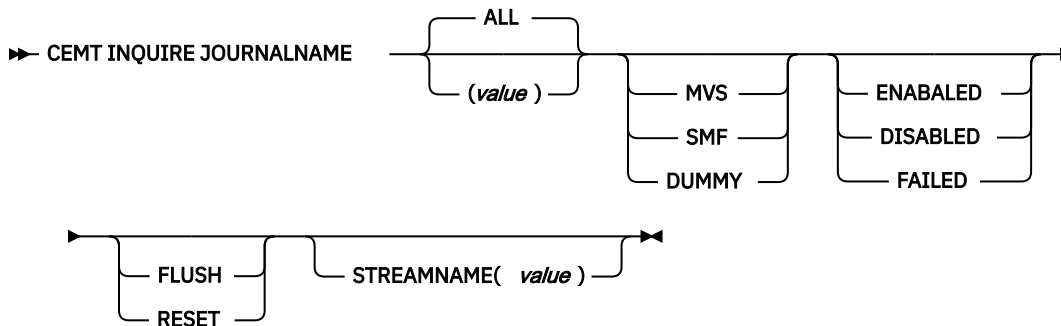 ALL
CEMT INQUIRE JOURNALNAME
(value )
MVS
ENABALED
SMF
DISABLED
DUMMY
FAILED
FLUSH
STREAMNAME( value )
RESET